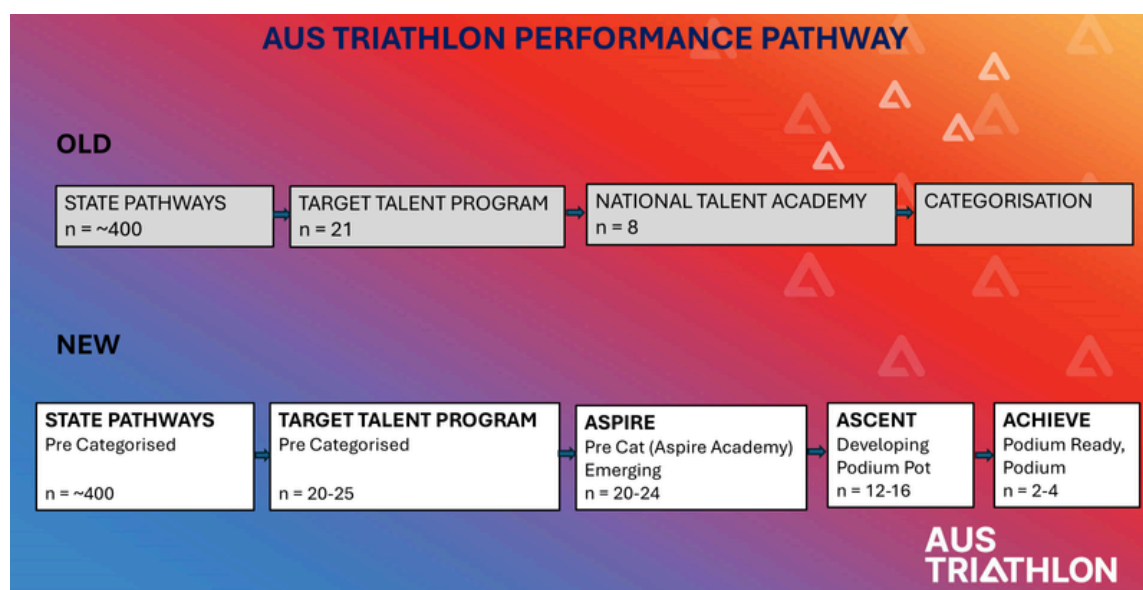 AUS TRIATHLON PERFORMANCE PATHWAY
OLD
STATE PATHWAYS
n = ~400
TARGET TALENT PROGRAM
n = 21
NATIONAL TALENT ACADEMY
n = 8
CATEGORISATION
NEW
STATE PATHWAYS
Pre Categorised
n = ~400
TARGET TALENT PROGRAM
Pre Categorised
n = 20-25
ASPIRE
Pre Cat (Aspire Academy)
Emerging
n = 20-24
ASCENT
Developing
Podium Pot
n = 12-16
ACHIEVE
Podium Ready,
Podium
n = 2-4
AUS
TRIATHLON